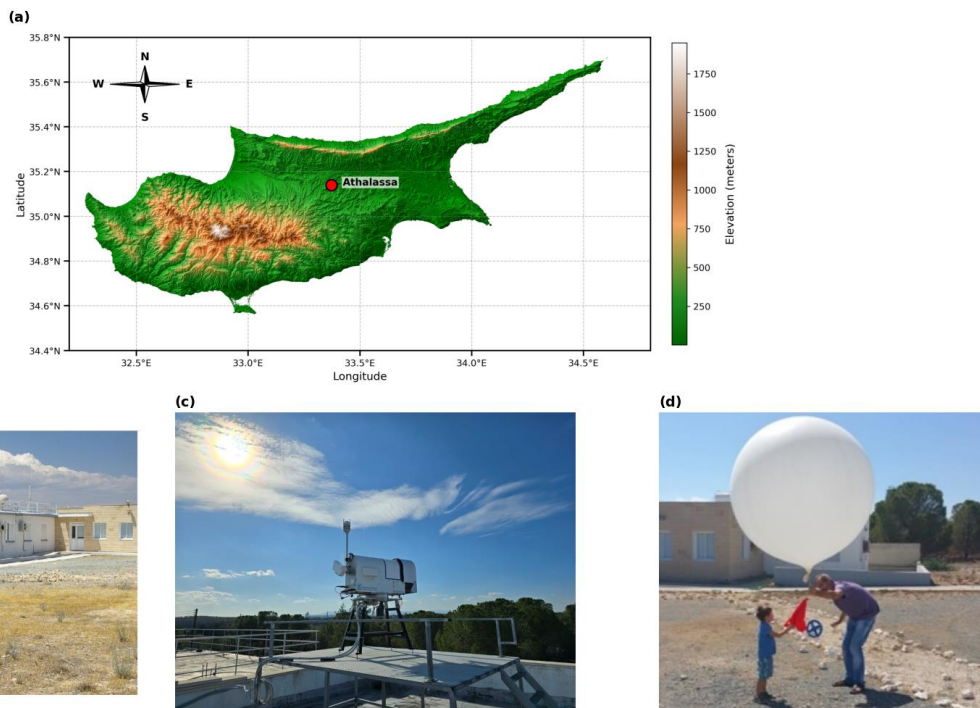 (a)
35.8°N
35.6°N
35.4°N
35.2°N
35.0°N
34.8°N
34.6°N
34.4°N
Latitude
N
W E
S
Athalassa
32.5°E 33.0°E 33.5°E 34.0°E 34.5°E
Longitude
1750
1500
1250
1000
750
500
250
Elevation (meters)
(c)
(d)